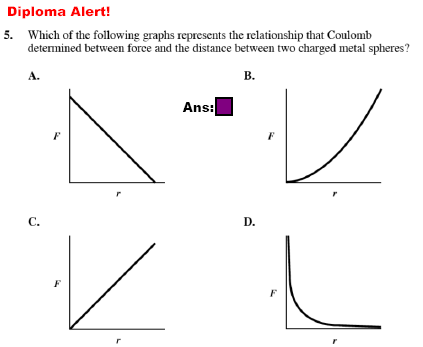 Diploma Alert!
5. Which of the following graphs represents the relationship that Coulomb
determined between force and the distance between two charged metal spheres?
A.
B.
Ans:
F
F
r
r
C.
D.
F
F
r
r